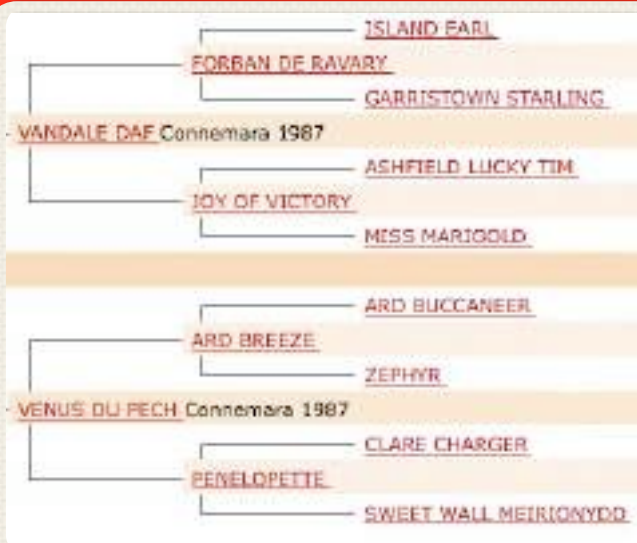 ISLAND EARL
FORBAN DE RAVARY
GARRISTOWN STARLING
VANDALE DAF Connemara 1987
ASHFIELD LUCKY TIM
JOY OF VICTORY
MISS MARIGOLD
ARD BUCCANEER
ARD BREEZE
ZEPHYR
VENUS DU PECH Connemara 1987
CLARE CHARGER
PENELOPETTE
SWEET WALL MEIRIONYDD